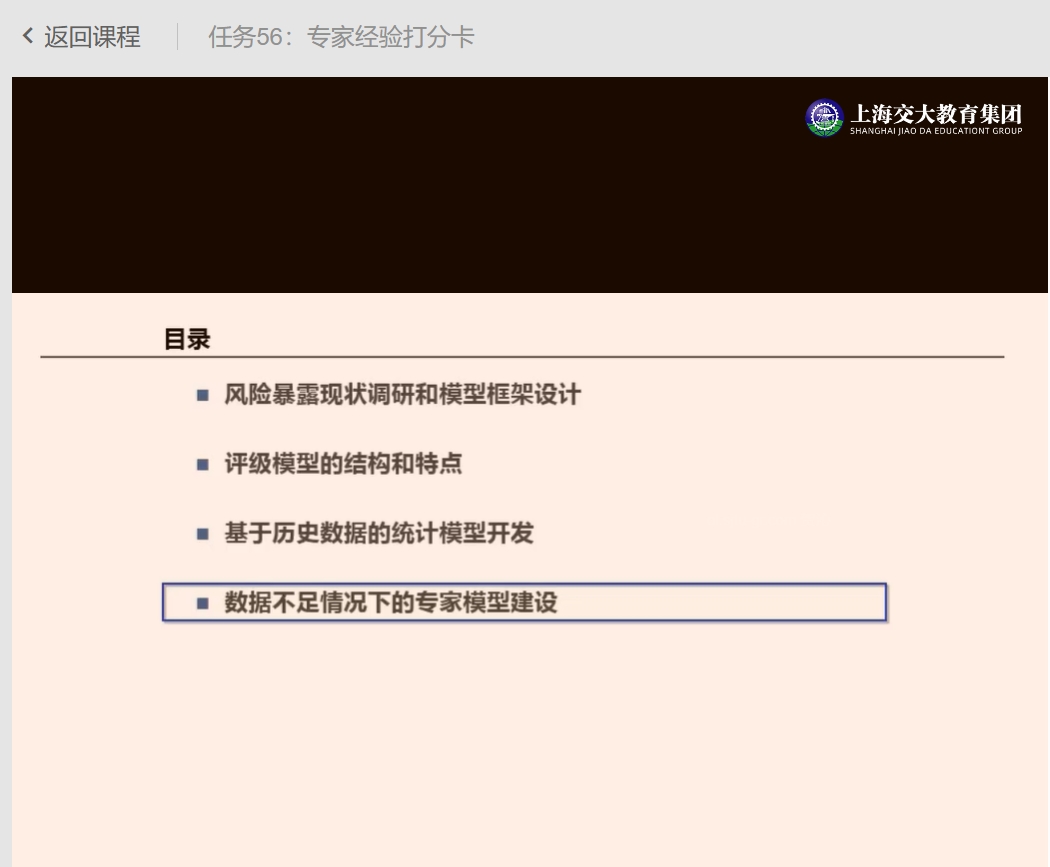 返回课程
任务56：专家经验打分卡
上海交大教育集团
SHANGHAI JIAO DA EDUCATIONT GROUP
目录
风险暴露现状调研和模型框架设计
评级模型的结构和特点
基于历史数据的统计模型开发
数据不足情况下的专家模型建设